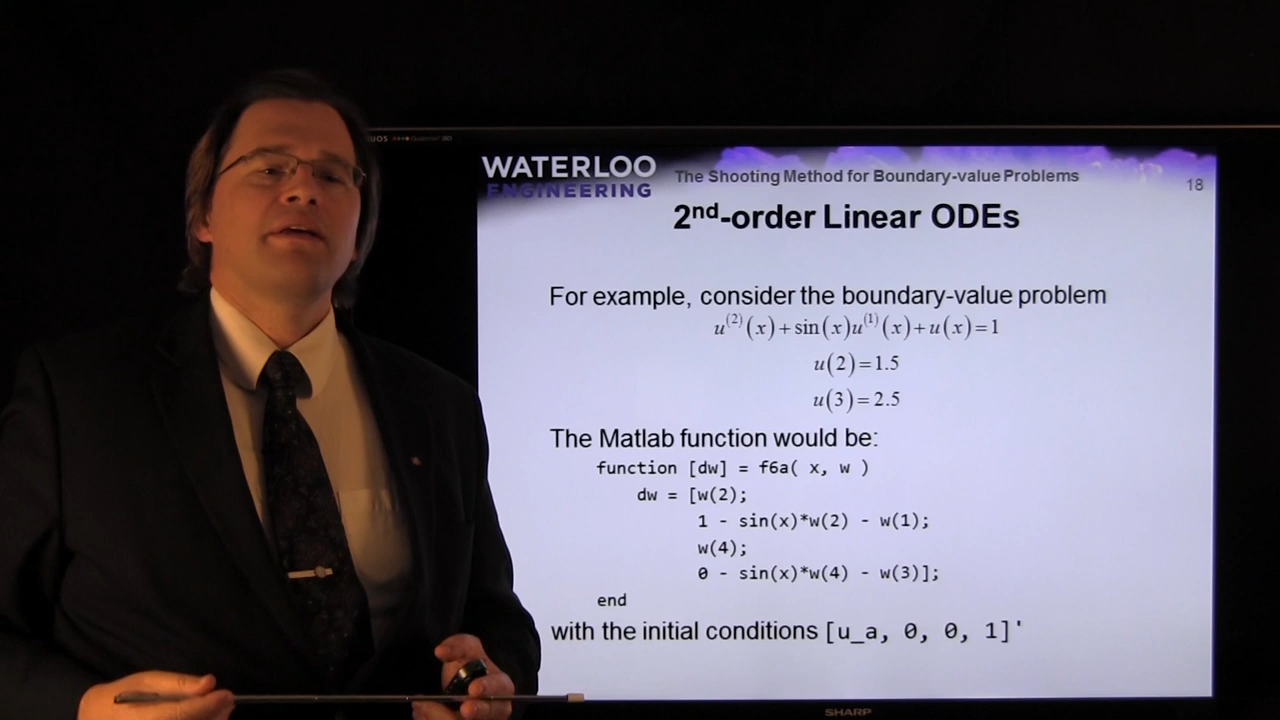 WATERLOO
ENGINEERING
The Shooting Method for Boundary-value Problems
18
2nd-order Linear ODEs
For example, consider the boundary-value problem
u^(2)(x)+sin(x)u^(1)(x)+u(x)=1
u(2)=1.5
u(3)=2.5
The Matlab function would be:
function [dw] = f6a( x, w )
dw = [w(2);
1 - sin(x)*w(2) - w(1);
w(4);
0 - sin(x)*w(4) - w(3)];
end
with the initial conditions [u_a, 0, 0, 1]'
SHARP